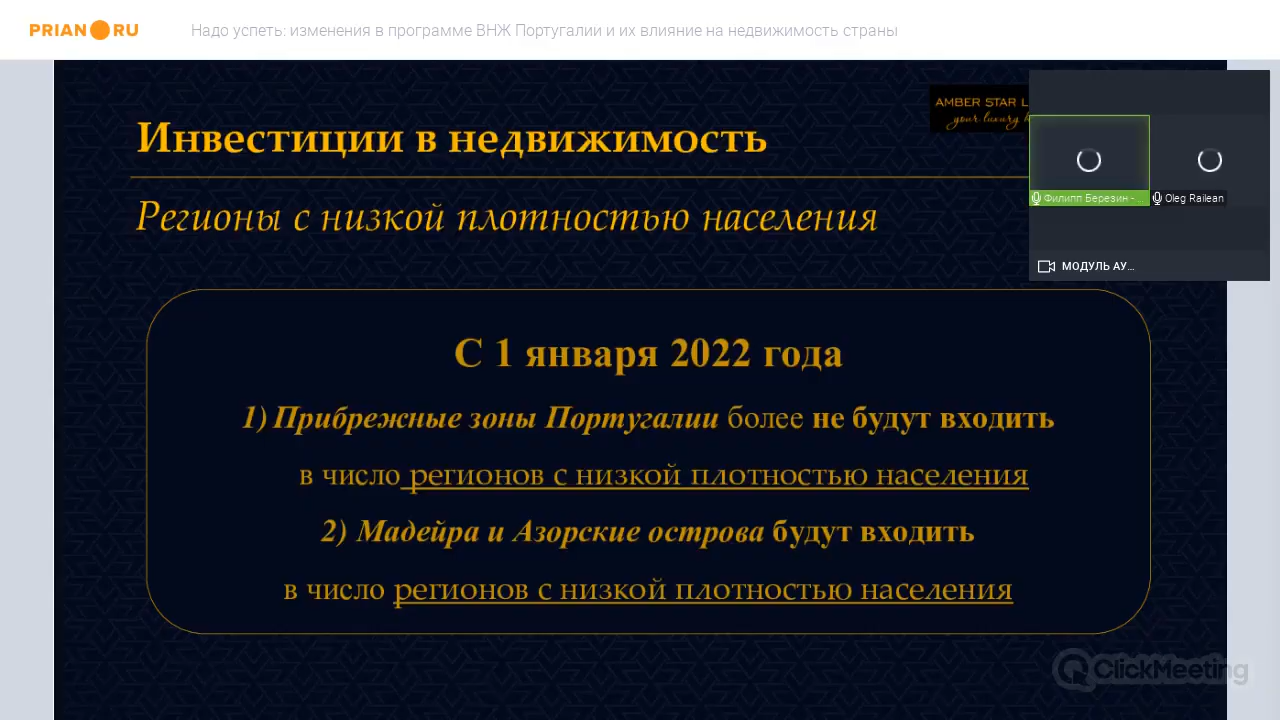 PRIAN RU
Надо успеть: изменения в программе ВНЖ Португалии и их влияние на недвижимость страны
AMBER STAR L
your luxury h
Инвестиции в недвижимость
Регионы с низкой плотностью населения
Филипп Березин -...
Oleg Railean
МОДУЛЬ АУ...
С 1 января 2022 года
1) Прибрежные зоны Португалии более не будут входить
в число регионов с низкой плотностью населения
2) Мадейра и Азорские острова будут входить
в число регионов с низкой плотностью населения
ClickMeeting